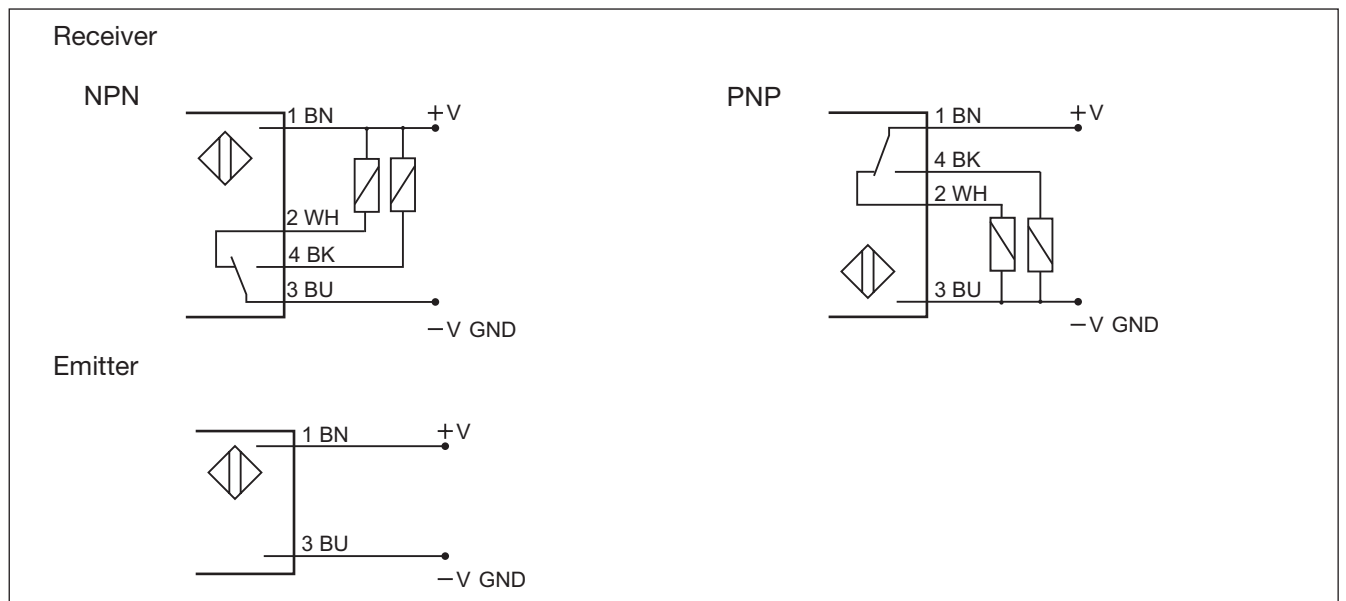 Receiver
NPN
1 BN
+V
2 WH
4 BK
3 BU
−V GND
PNP
1 BN
+V
4 BK
2 WH
3 BU
−V GND
Emitter
1 BN
+V
3 BU
−V GND